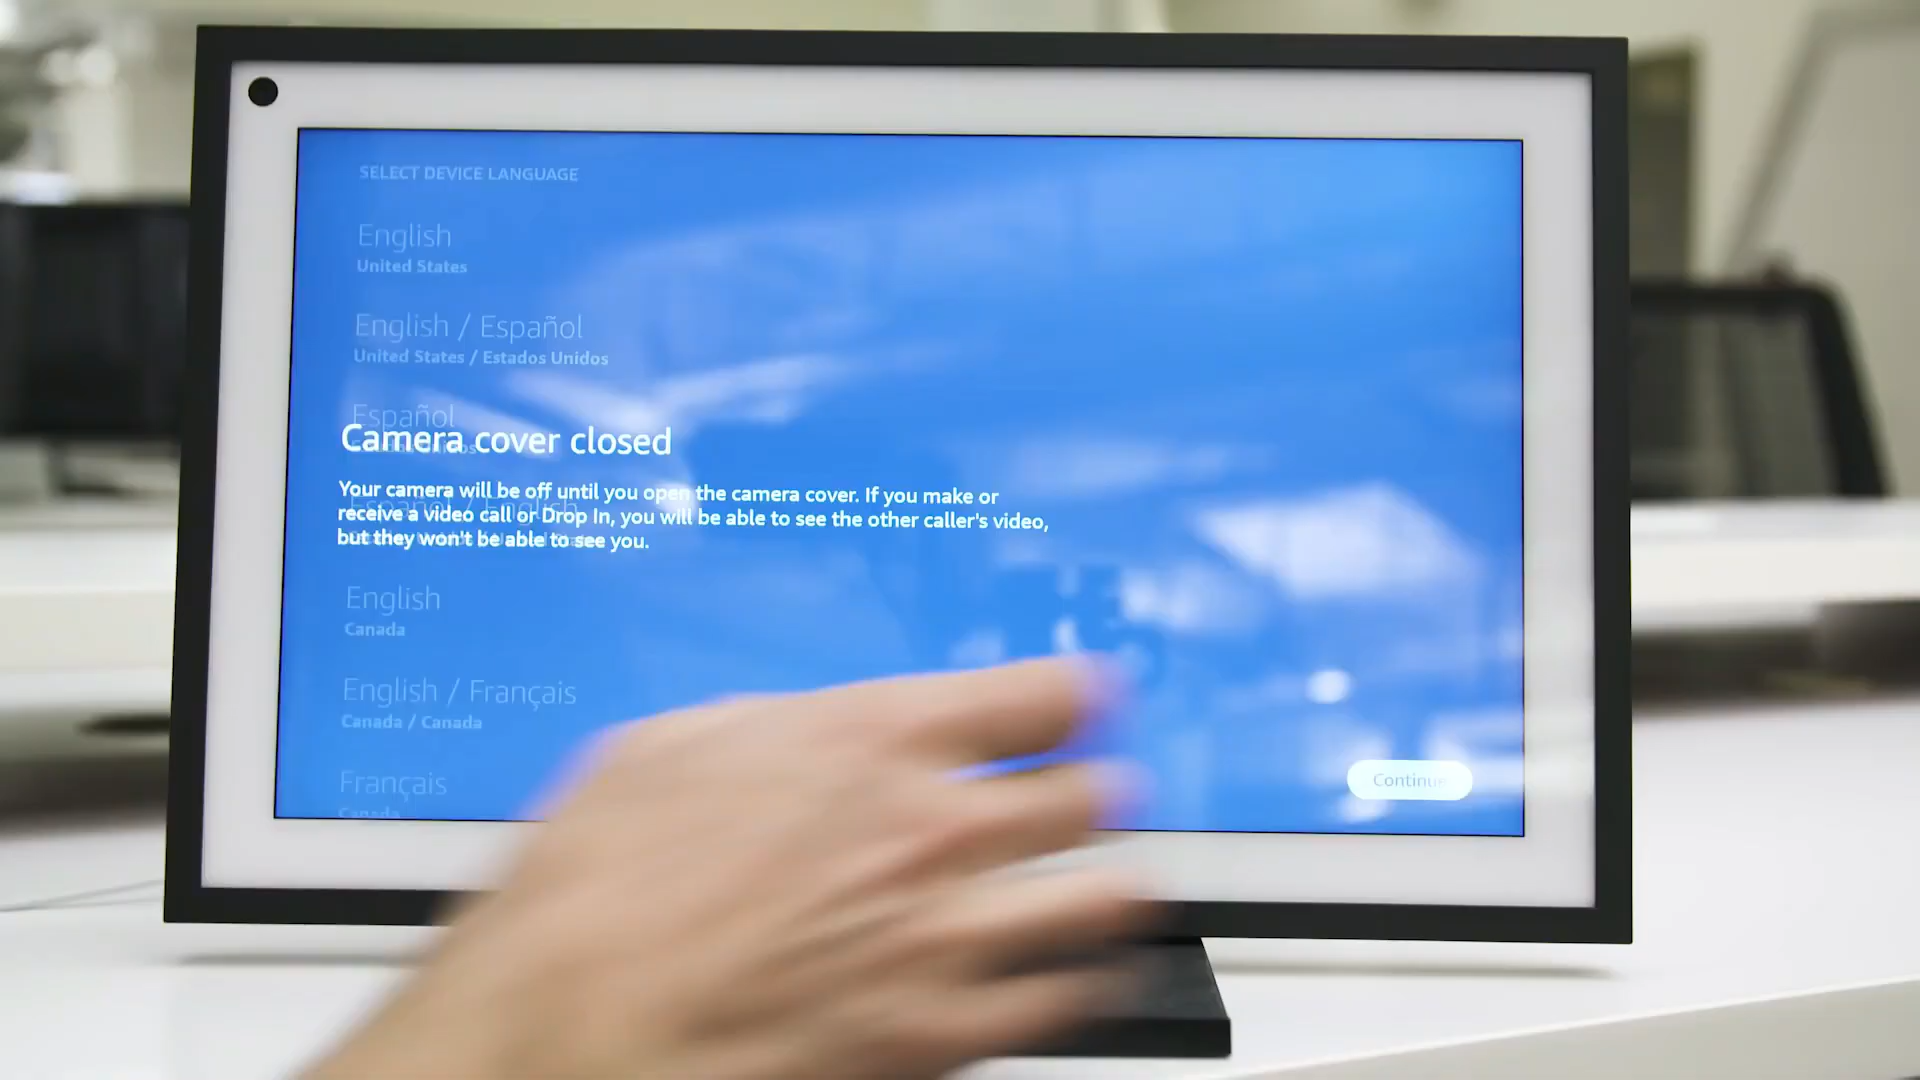 SELECT DEVICE LANGUAGE
English
United States
English / Español
United States / Estados Unidos
Español
Camera cover closed
Your camera will be off until you open the camera cover. If you make or
receive a video call or Drop In, you will be able to see the other caller's video,
but they won't be able to see you.
Español / English
English
Canada
English / Français
Canada / Canada
Français
Canada
Continue